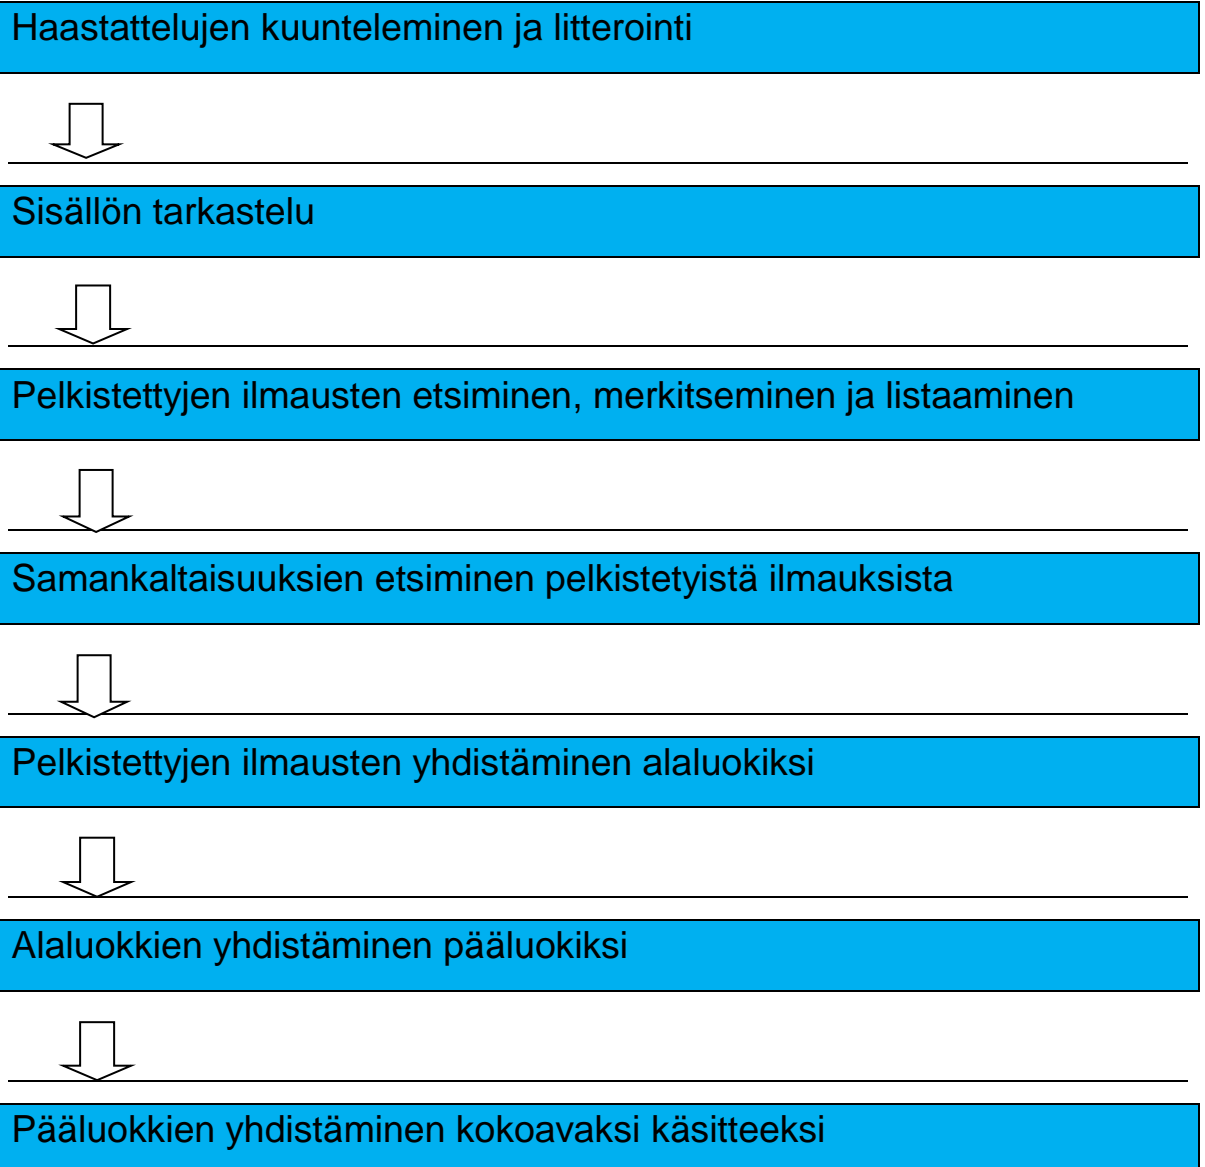 Haastattelujen kuunteleminen ja litterointi
Sisällön tarkastelu
Pelkistettyjen ilmausten etsiminen, merkitseminen ja listaaminen
Samankaltaisuuksien etsiminen pelkistetyistä ilmauksista
Pelkistettyjen ilmausten yhdistäminen alaluokiksi
Alaluokkien yhdistäminen pääluokiksi
Pääluokkien yhdistäminen kokoavaksi käsitteeksi